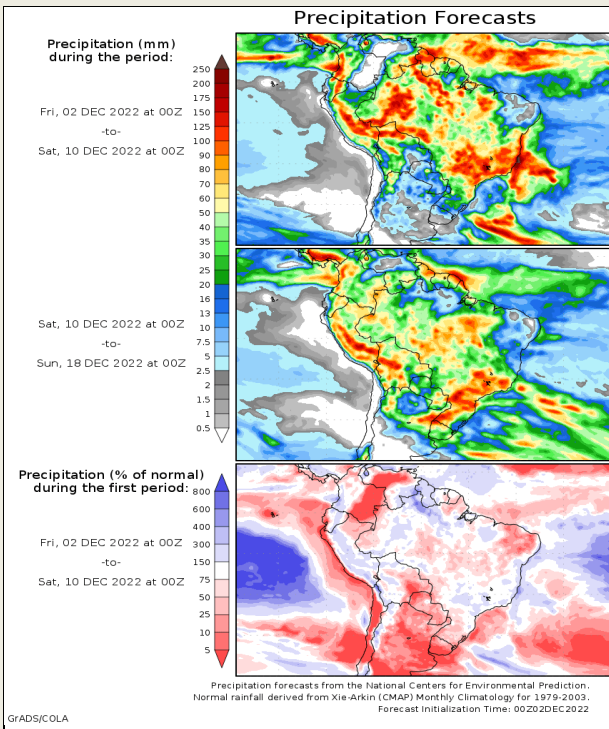 Precipitation Forecasts
Precipitation (mm)
during the period:
Fri, 02 DEC 2022 at 00Z
-to-
Sat, 10 DEC 2022 at 00Z
250
200
175
150
125
100
90
80
70
60
50
40
35
30
25
20
16
13
10
7.5
5
2.5
2
1.5
1
0.5
Sat, 10 DEC 2022 at 00Z
-to-
Sun, 18 DEC 2022 at 00Z
Precipitation (% of normal)
during the first period:
Fri, 02 DEC 2022 at 00Z
-to-
Sat, 10 DEC 2022 at 00Z
800
600
400
300
150
75
50
25
10
5
Precipitation forecasts from the National Centers for Environmental Prediction.
Normal rainfall derived from Xie-Arkin (CMAP) Monthly Climatology for 1979-2003.
Forecast Initialization Time: 00Z02DEC2022
GrADS/COLA